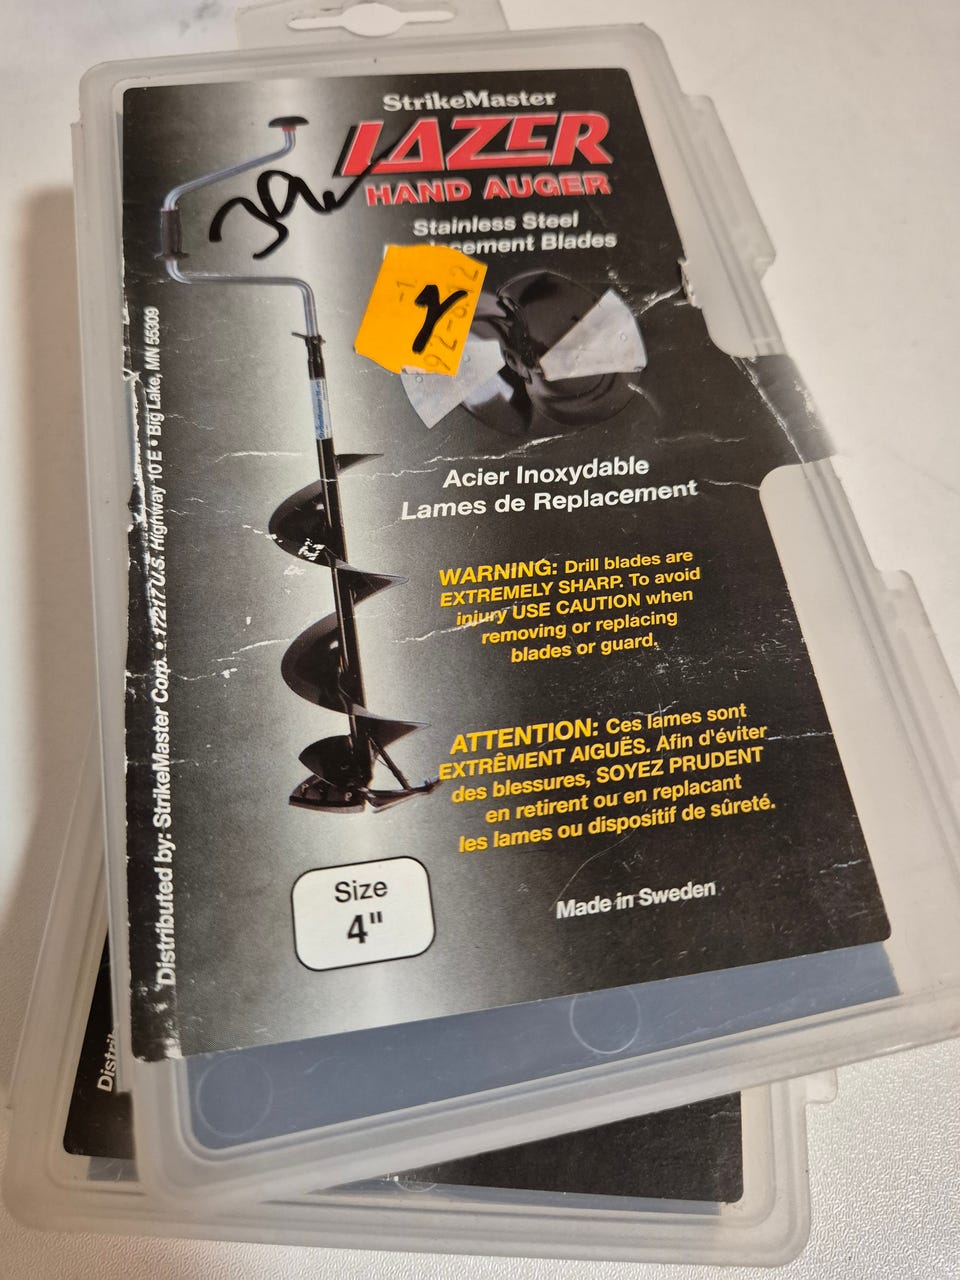 StrikeMaster
LAZER
HAND AUGER
Stainless Steel
Blades
Acier Inoxydable
Lames de Replacement
WARNING: Drill blades are
EXTREMELY SHARP. To avoid
injury USE CAUTION when
removing or replacing
blades or guard.
ATTENTION: Ces lames sont
EXTRÊMEMENT AIGUËS. Afin d'éviter
des blessures, SOYEZ PRUDENT
en retirent ou en replacant
les lames ou dispositif de sûreté.
Size
4"
Made in Sweden
Distributed by: StrikeMaster Corp. • 17217 U.S. Highway 10 E • Big Lake, MN 55309